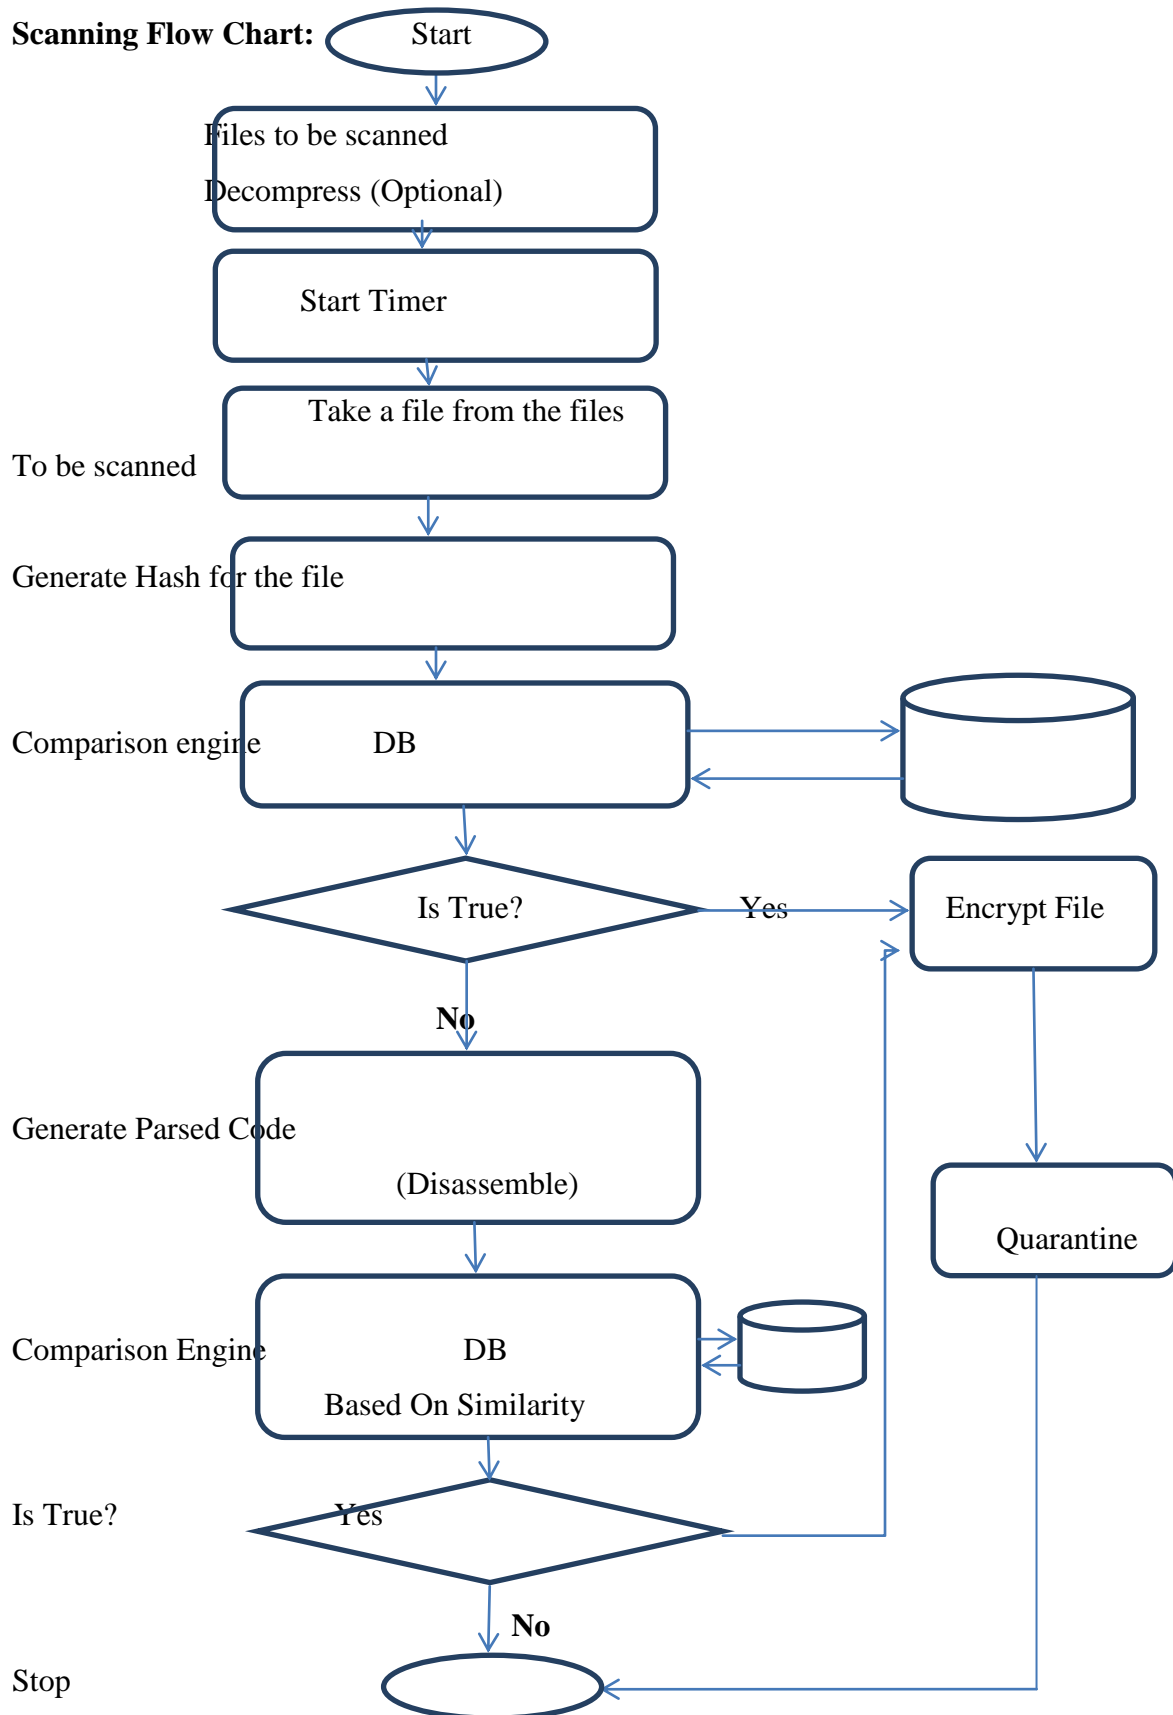 Scanning Flow Chart: Start
Files to be scanned
Decompress (Optional)
Start Timer
Take a file from the files
To be scanned
Generate Hash for the file
Comparison engine DB
Is True? Yes Encrypt File
No
Generate Parsed Code
(Disassemble)
Quarantine
Comparison Engine DB
Based On Similarity
Is True? Yes
No
Stop